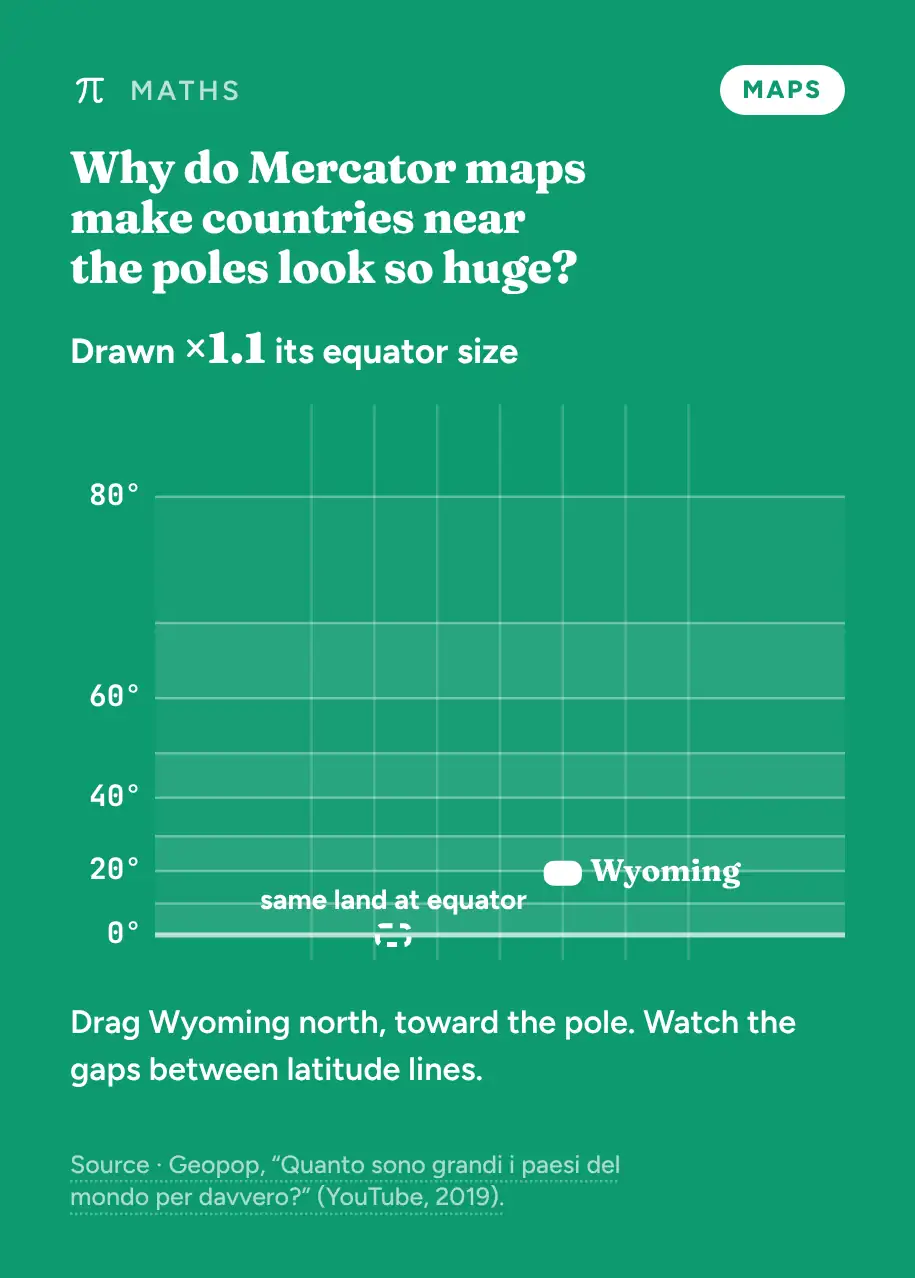 π MATHS
MAPS
Why do Mercator maps
make countries near
the poles look so huge?
Drawn ×1.1 its equator size
80°
60°
40°
20°
Wyoming
same land at equator
0°
Drag Wyoming north, toward the pole. Watch the
gaps between latitude lines.
Source · Geopop, “Quanto sono grandi i paesi del
mondo per davvero?” (YouTube, 2019).